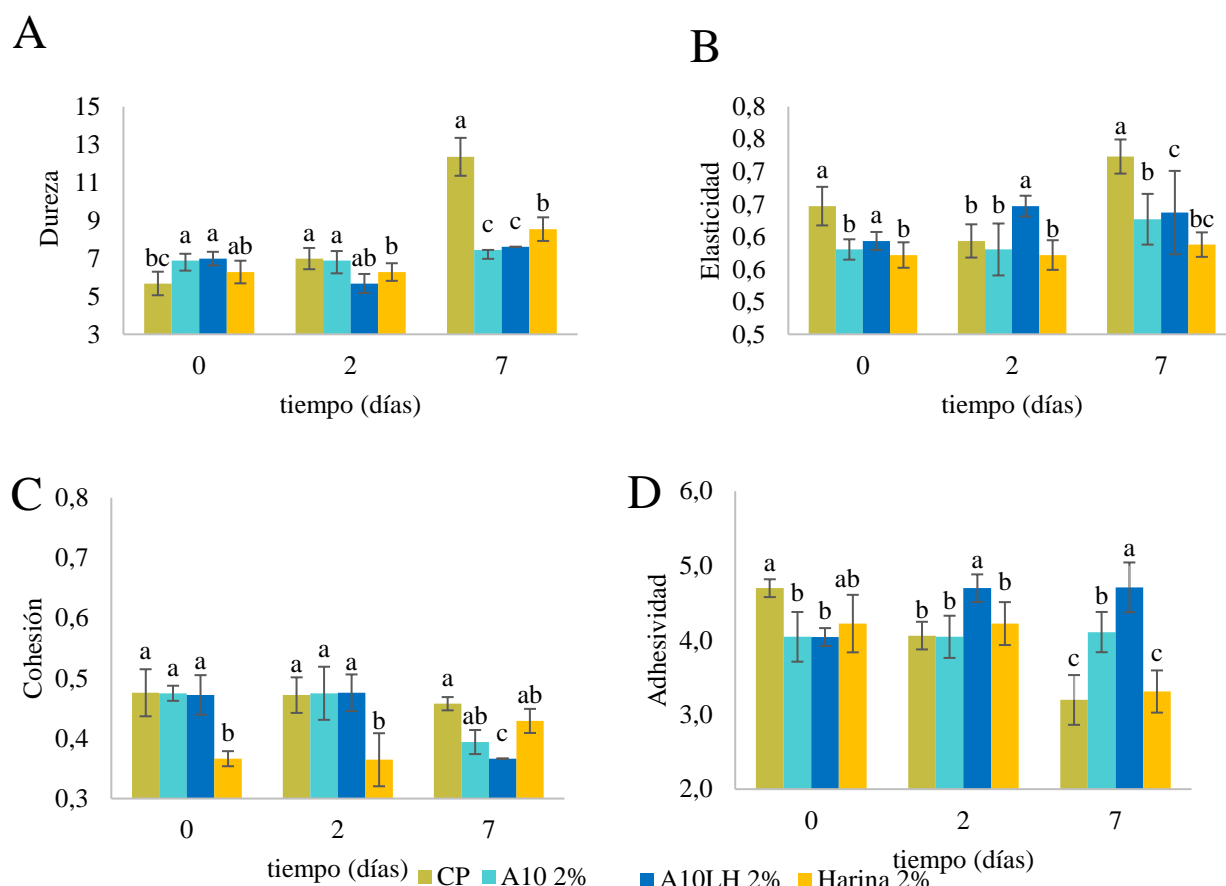 A
Dureza
15
13
11
9
7
5
3
bc a a ab
a a ab b
a c c b
0 2 7
tiempo (días)
B
Elasticidad
0,8
0,8
0,7
0,7
0,6
0,6
0,5
0,5
a b a b
b b a b
a b c bc
0 2 7
tiempo (días)
C
Cohesión
0,8
0,7
0,6
0,5
0,4
0,3
a a a b
a a a b
a ab c ab
0 2 7
tiempo (días)
D
Adhesividad
6,0
5,0
4,0
3,0
2,0
a b b ab
b b a b
c b a c
0 2 7
tiempo (días)
CP A10 2% A10LH 2% Harina 2%